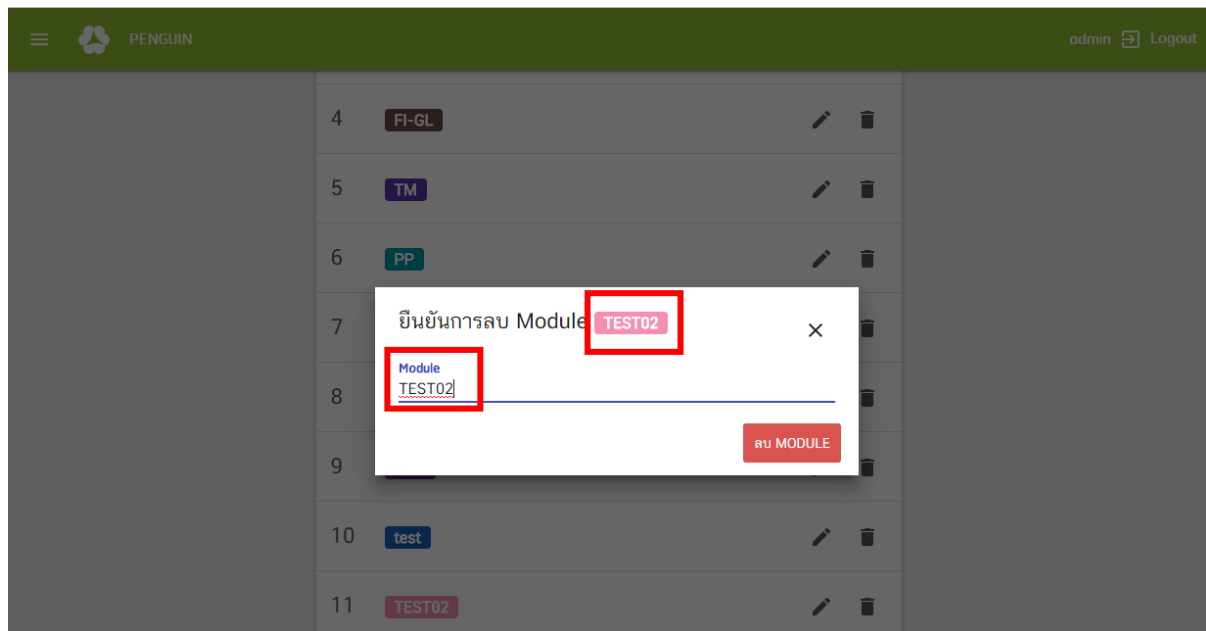 PENGUIN
admin Logout
4 FI-GL
5 TM
6 PP
7
ยืนยันการลบ Module TEST02
Module
TEST02
8
ลบ MODULE
9
10 test
11 TEST02